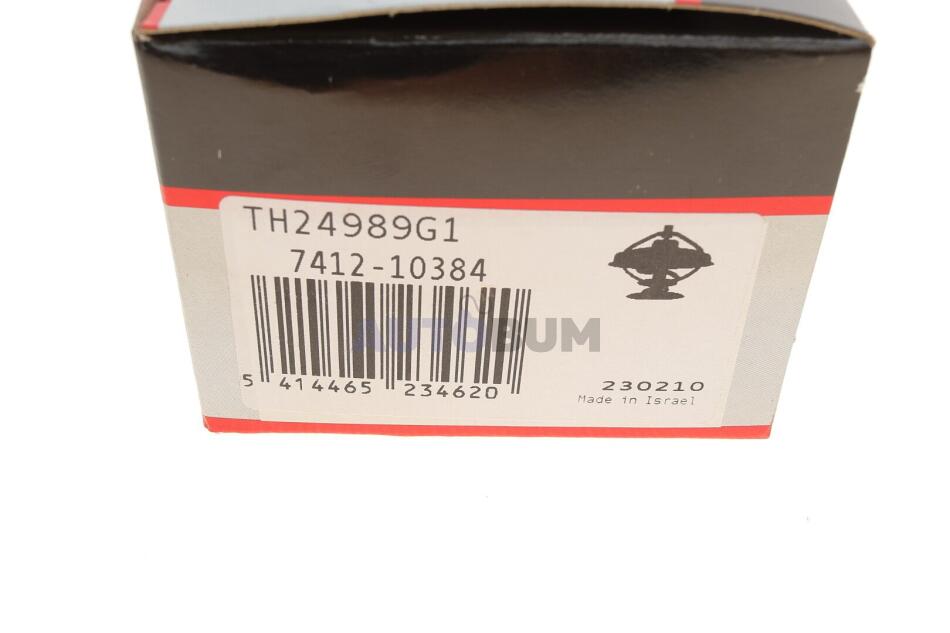 TH24989G1
7412-10384
AUTOBUM
5 414465 234620
230210
Made in Israel